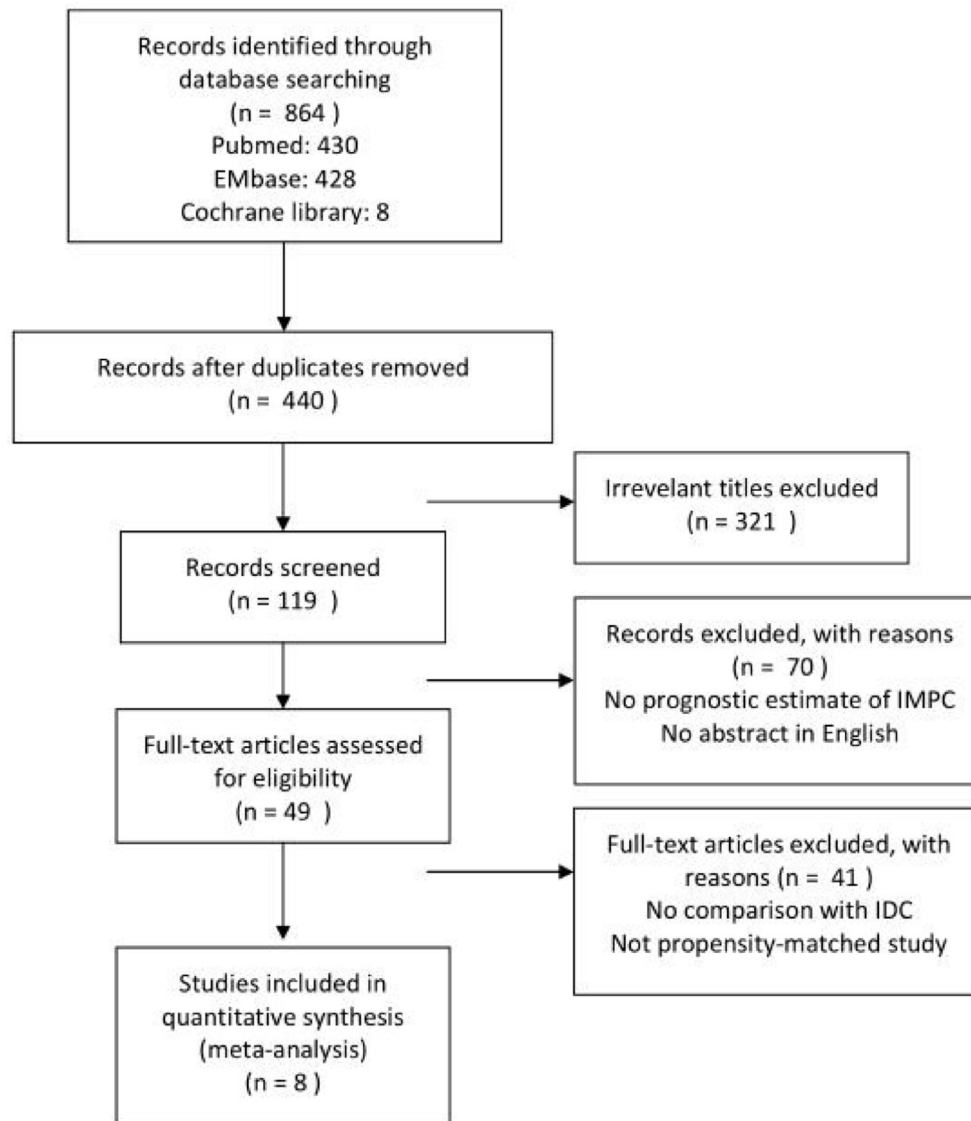 Records identified through
database searching
(n = 864 )
Pubmed: 430
EMbase: 428
Cochrane library: 8
Records after duplicates removed
(n = 440 )
Irrevelant titles excluded
(n = 321 )
Records screened
(n = 119 )
Records excluded, with reasons
(n = 70 )
No prognostic estimate of IMPC
No abstract in English
Full-text articles assessed
for eligibility
(n = 49 )
Full-text articles excluded, with
reasons (n = 41 )
No comparison with IDC
Not propensity-matched study
Studies included in
quantitative synthesis
(meta-analysis)
(n = 8 )